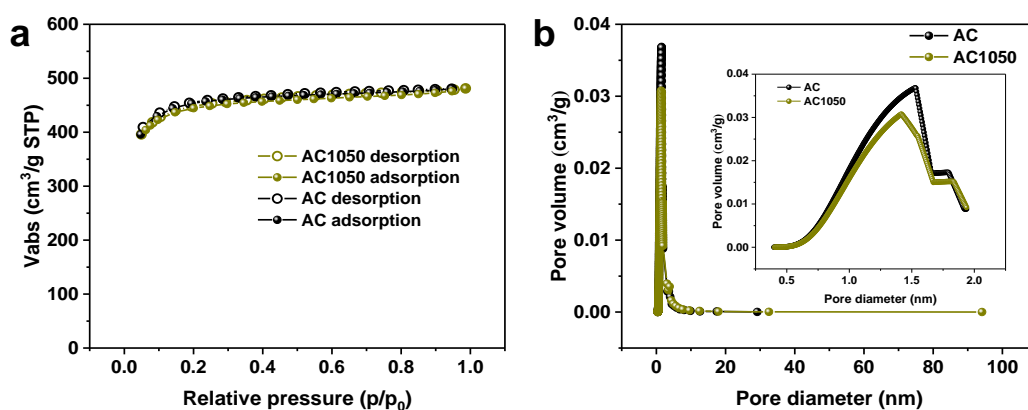 a
600
500
400
300
200
100
0
Vabs (cm³/g STP)
AC1050 desorption
AC1050 adsorption
AC desorption
AC adsorption
0.0 0.2 0.4 0.6 0.8 1.0
Relative pressure (p/p₀)
b
0.04
0.03
0.02
0.01
0.00
Pore volume (cm³/g)
AC
AC1050
0.04
0.03
0.02
0.01
0.00
Pore volume (cm³/g)
AC
AC1050
0.5 1.0 1.5 2.0
Pore diameter (nm)
0 20 40 60 80 100
Pore diameter (nm)